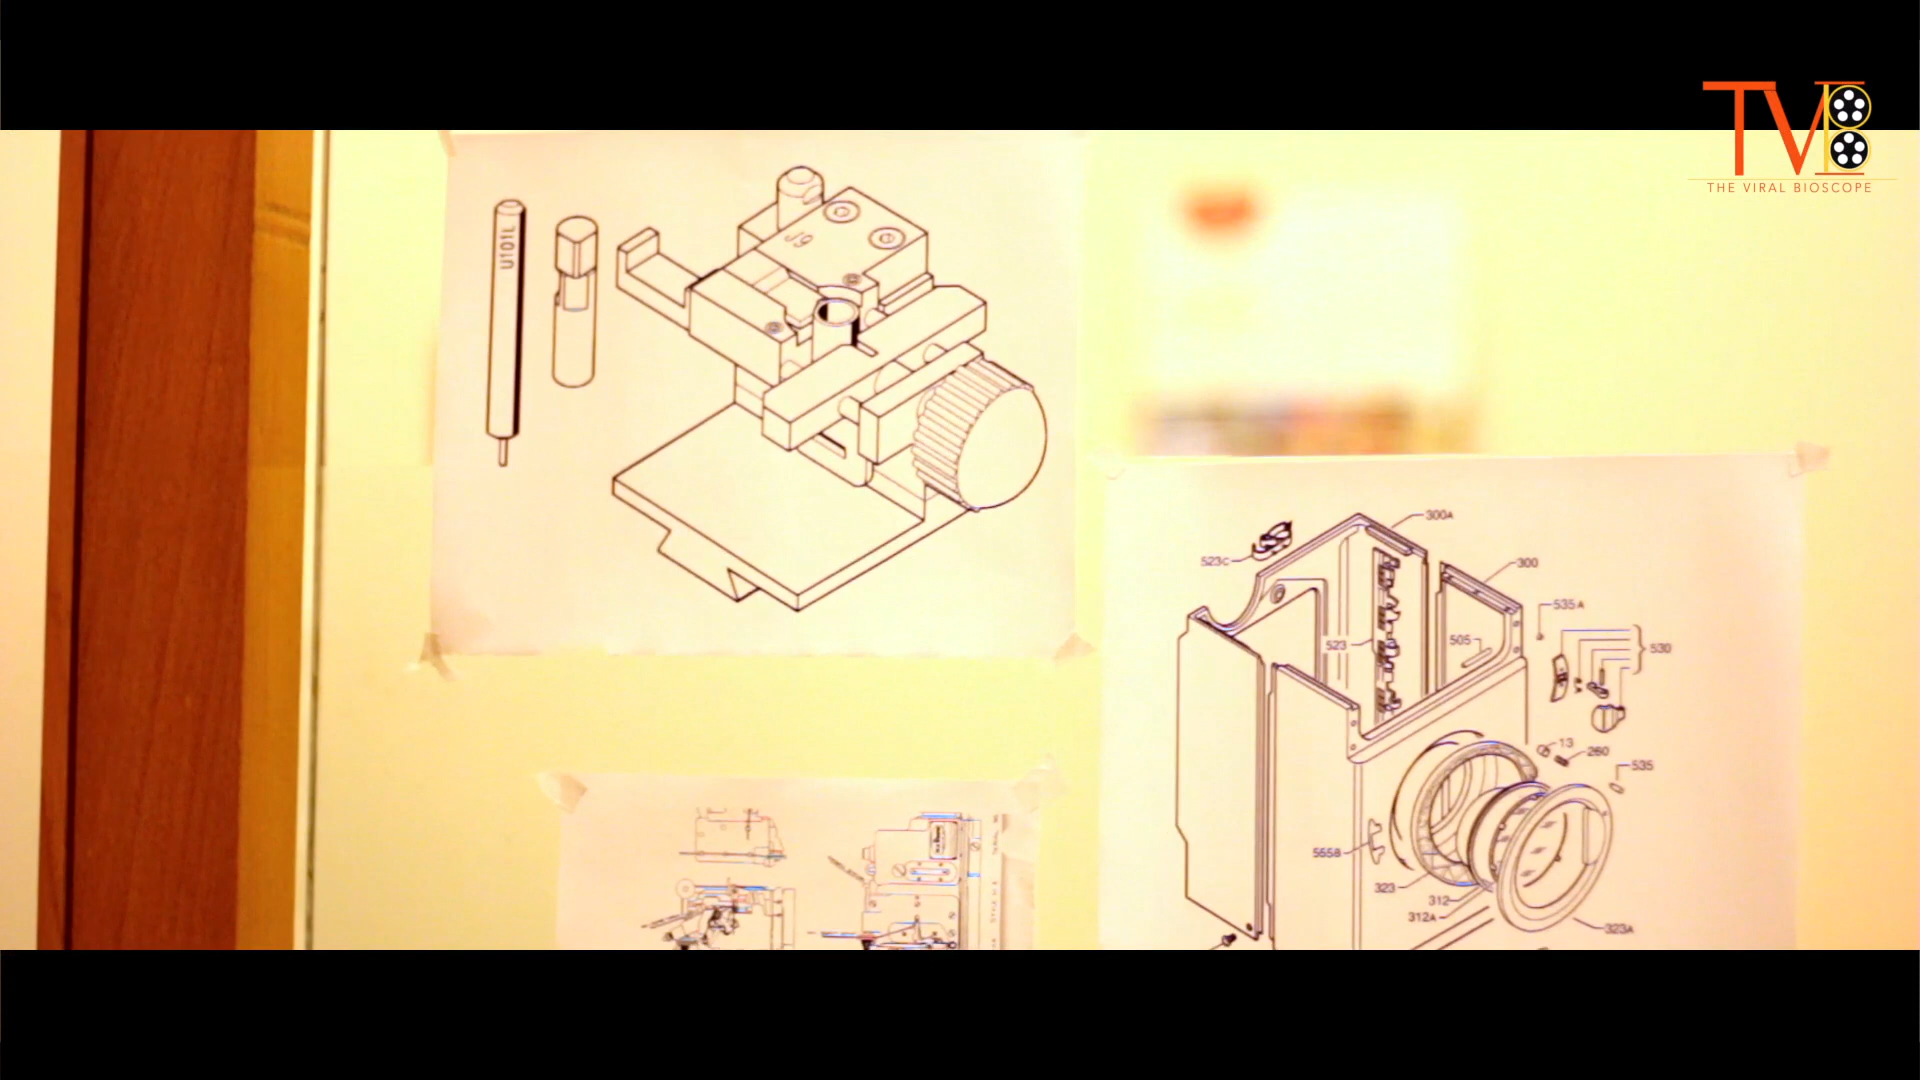 TVB
THE VIRAL BIOSCOPE
U101L
J9
300A
523C
300
535A
523
505
530
13
260
535
565B
323
312
312A
323A